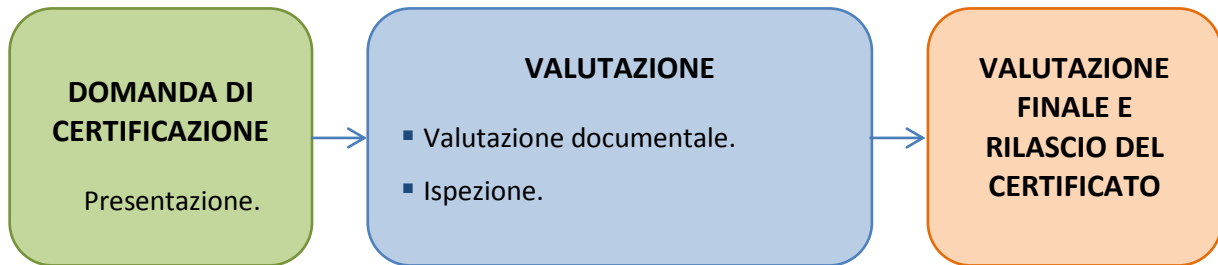 DOMANDA DI
CERTIFICAZIONE
Presentazione.
VALUTAZIONE
▪ Valutazione documentale.
▪ Ispezione.
VALUTAZIONE
FINALE E
RILASCIO DEL
CERTIFICATO